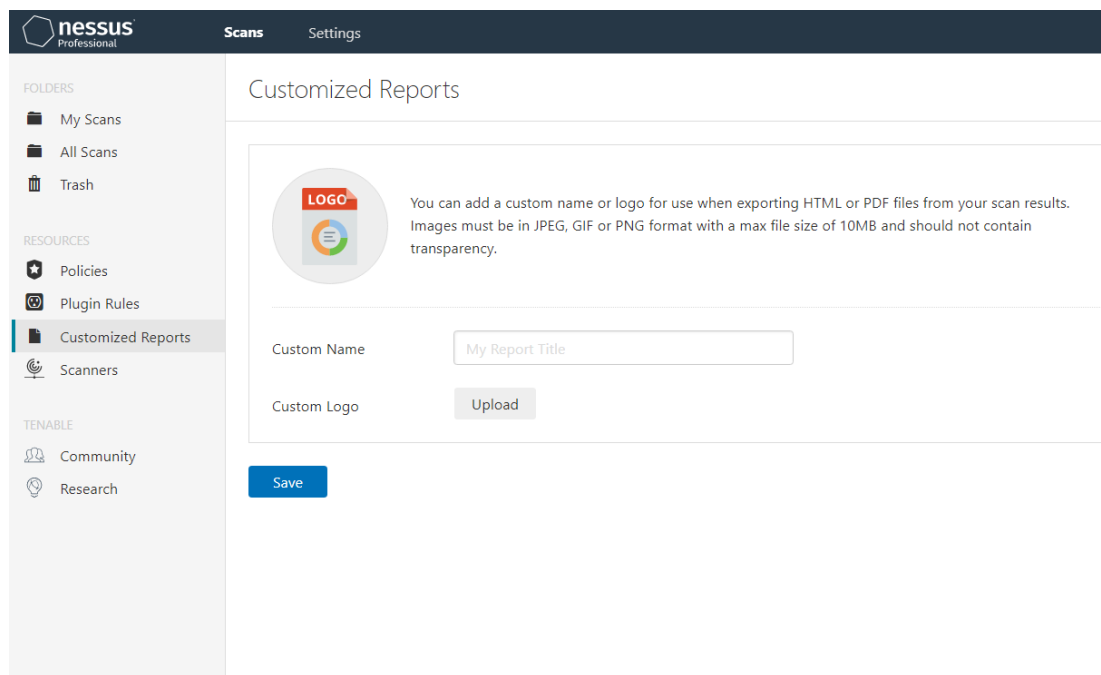 nessus
Professional
Scans
Settings
FOLDERS
My Scans
All Scans
Trash
RESOURCES
Policies
Plugin Rules
Customized Reports
Scanners
TENABLE
Community
Research
Customized Reports
LOGO
You can add a custom name or logo for use when exporting HTML or PDF files from your scan results.
Images must be in JPEG, GIF or PNG format with a max file size of 10MB and should not contain
transparency.
Custom Name
My Report Title
Custom Logo
Upload
Save